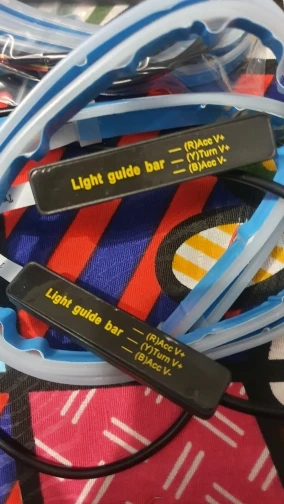 Light guide bar
(R)Acc V+
(Y)Turn V+
(B)Acc V-
Light guide bar
(R)Acc V+
(Y)Turn V+
(B)Acc V-